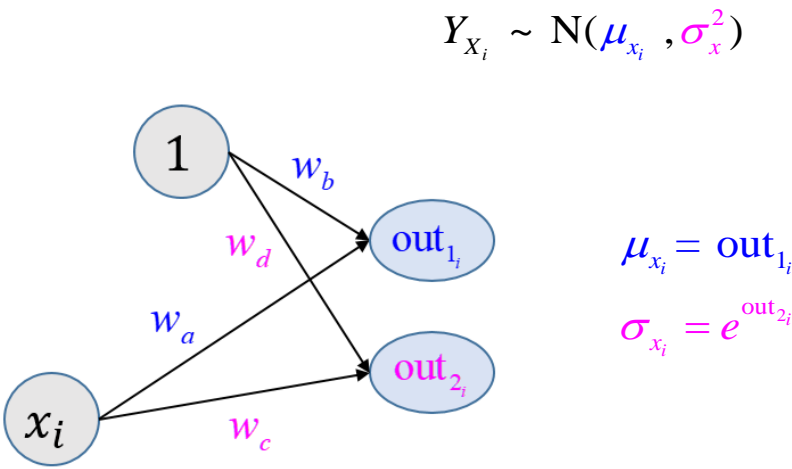 Y_{X_i} ~ N(μ_{x_i} , σ_x^2)
1
w_b
w_d
out_{1_i}
μ_{x_i} = out_{1_i}
w_a
σ_{x_i} = e^{out_{2_i}}
out_{2_i}
x_i
w_c